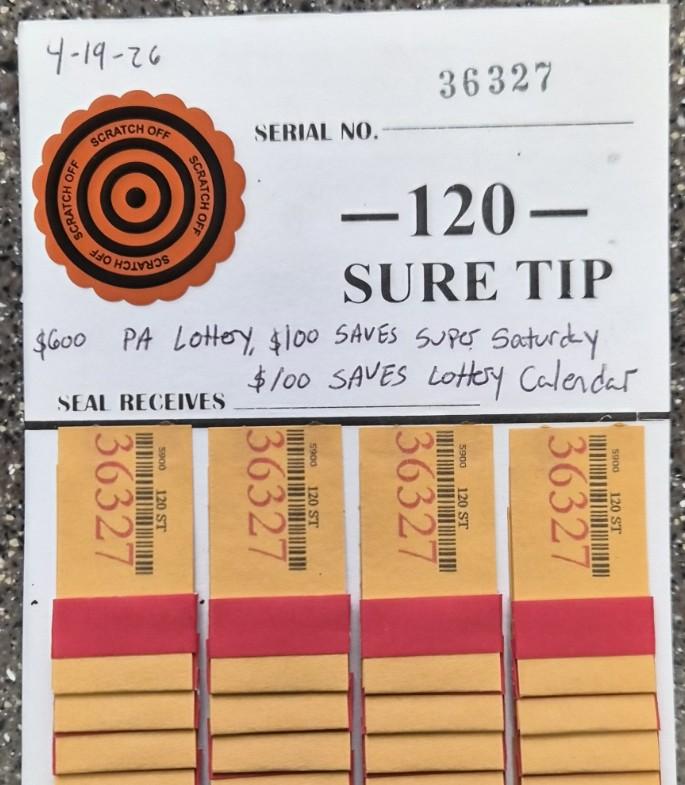 4-19-26
36327
SERIAL NO.
SCRATCH OFF
SCRATCH OFF
SCRATCH OFF
SCRATCH OFF
—120—
SURE TIP
$600 PA Lottery, $100 SAVES Super Saturday
$100 SAVES Lottery Calendar
SEAL RECEIVES
36327 5900 120 ST
36327 5900 120 ST
36327 5900 120 ST
36327 5900 120 ST